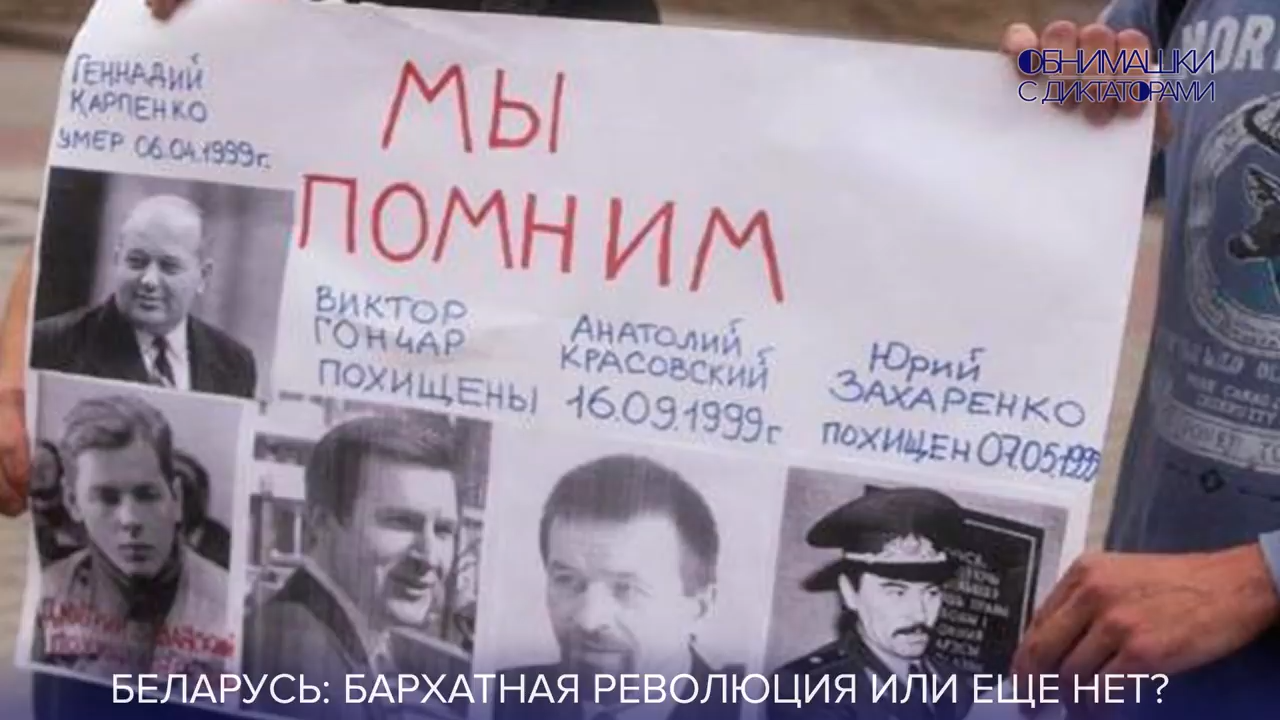 ГЕННАДИЙ
КАРПЕНКО
УМЕР 06.04.1999г.
МЫ
ПОМНИМ
ВИКТОР
ГОНЧАР
ПОХИЩЕНЫ
АНАТОЛИЙ
КРАСОВСКИЙ
16.09.1999г
ЮРИЙ
ЗАХАРЕНКО
ПОХИЩЕН 07.05.1999
ОБНИМАШКИ
С ДИКТАТОРАМИ
БЕЛАРУСЬ: БАРХАТНАЯ РЕВОЛЮЦИЯ ИЛИ ЕЩЕ НЕТ?